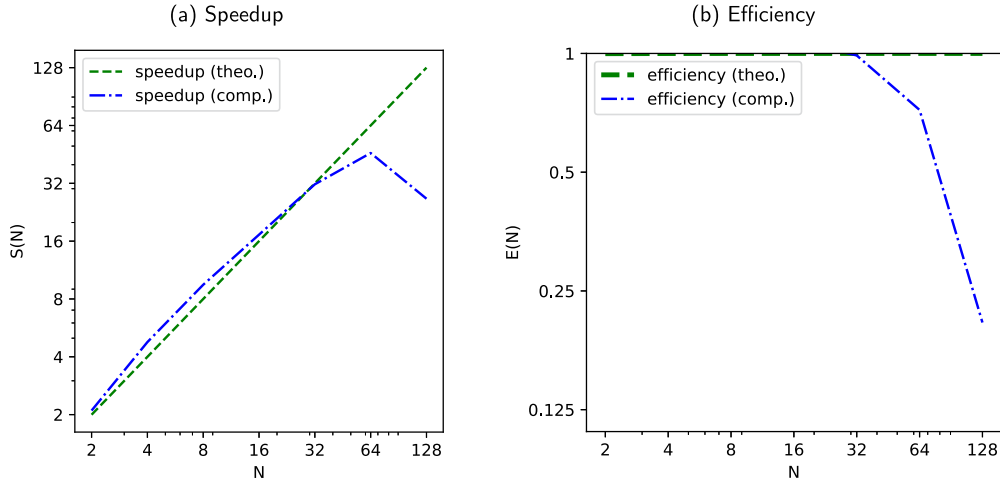 (a) Speedup
128
64
32
16
8
4
2
S(N)
speedup (theo.)
speedup (comp.)
2 4 8 16 32 64 128
N
(b) Efficiency
1
0.5
0.25
0.125
E(N)
efficiency (theo.)
efficiency (comp.)
2 4 8 16 32 64 128
N